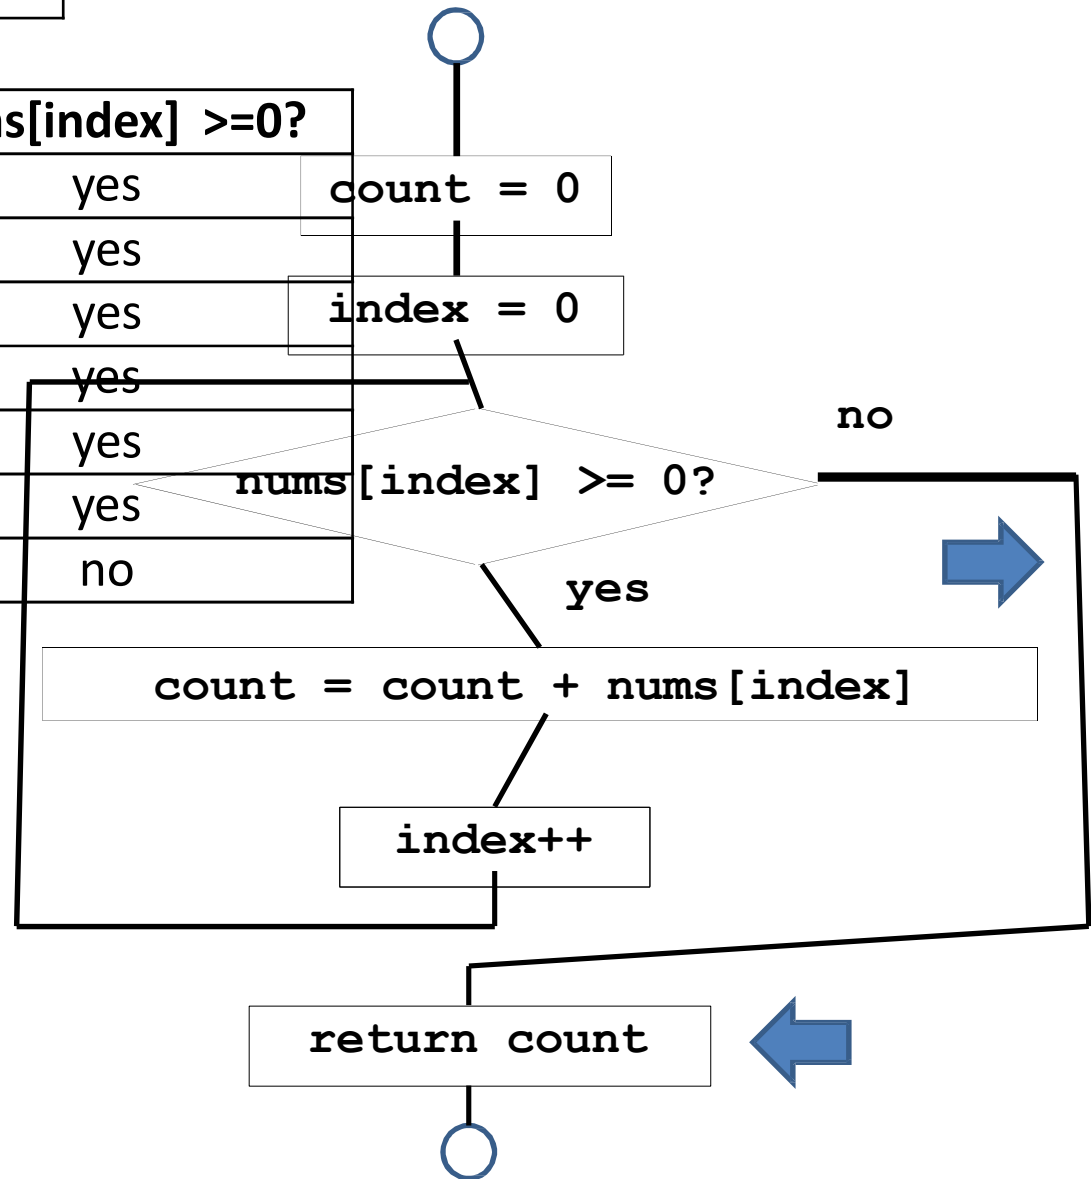 [index] >=0?
yes
yes
yes
yes
yes
yes
no
count = 0
index = 0
nums[index] >= 0?
no
yes
count = count + nums[index]
index++
return count